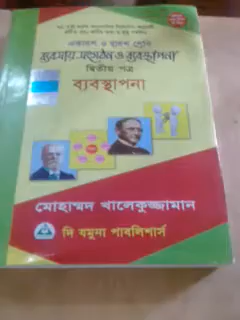 একাদশ ও দ্বাদশ শ্রেণি
ব্যবসায় সংগঠন ও ব্যবস্থাপনা
দ্বিতীয় পত্র
ব্যবস্থাপনা
মোহাম্মদ খালেকুজ্জামান
দি যমুনা পাবলিশার্স